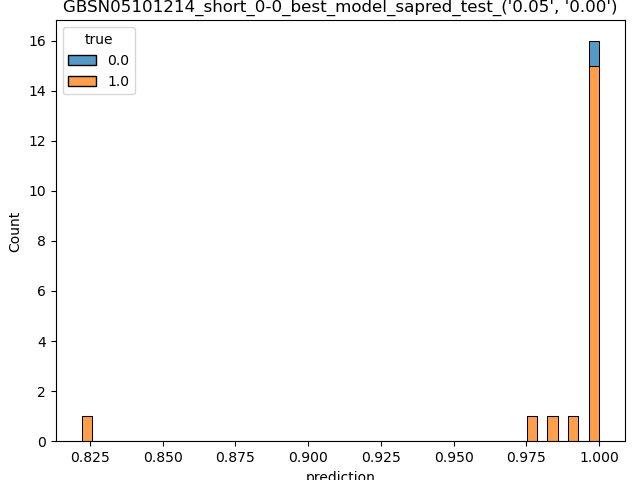 GBSN05101214_short_0-0_best_model_sapred_test_('0.05', '0.00')
true
0.0
1.0
Count
16
14
12
10
8
6
4
2
0
0.825 0.850 0.875 0.900 0.925 0.950 0.975 1.000
prediction